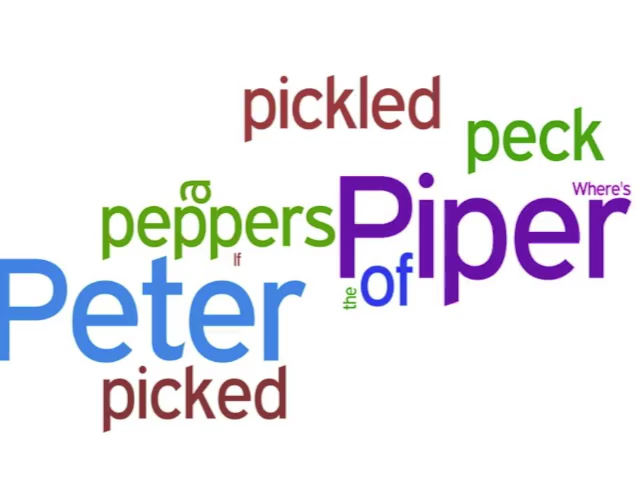 pickled
peck
a
Where's
peppers
Piper
If
of
the
Peter
picked